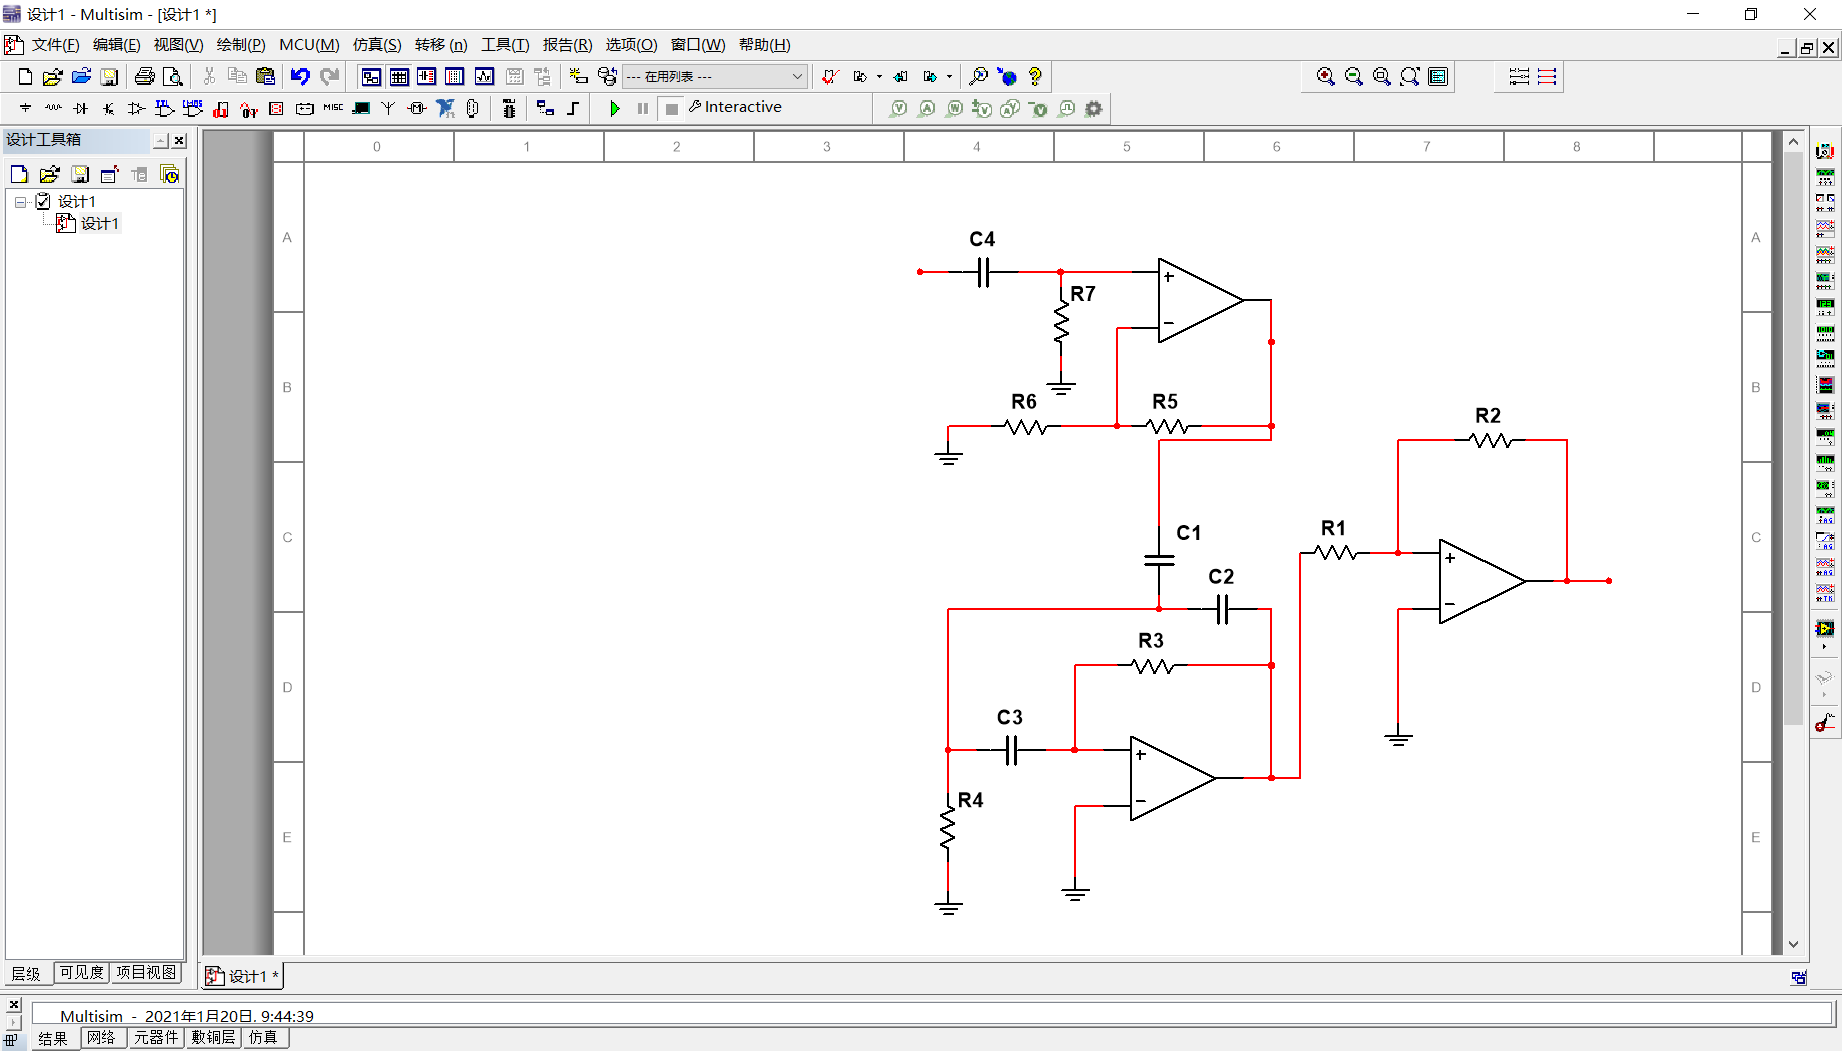 设计1 - Multisim - [设计1 *]
文件(F) 编辑(E) 视图(V) 绘制(P) MCU(M) 仿真(S) 转移 (n) 工具(T) 报告(R) 选项(O) 窗口(W) 帮助(H)
--- 在用列表 ---
MISC
Interactive
设计工具箱
设计1
设计1
0 1 2 3 4 5 6 7 8
A A
C4
R7
+
−
B B
R6 R5
R2
C C
C1
R1
+
−
C2
R3
D D
C3
+
−
R4
E E
层级 可见度 项目视图
设计1 *
Multisim - 2021年1月20日, 9:44:39
结果 网络 元器件 敷铜层 仿真